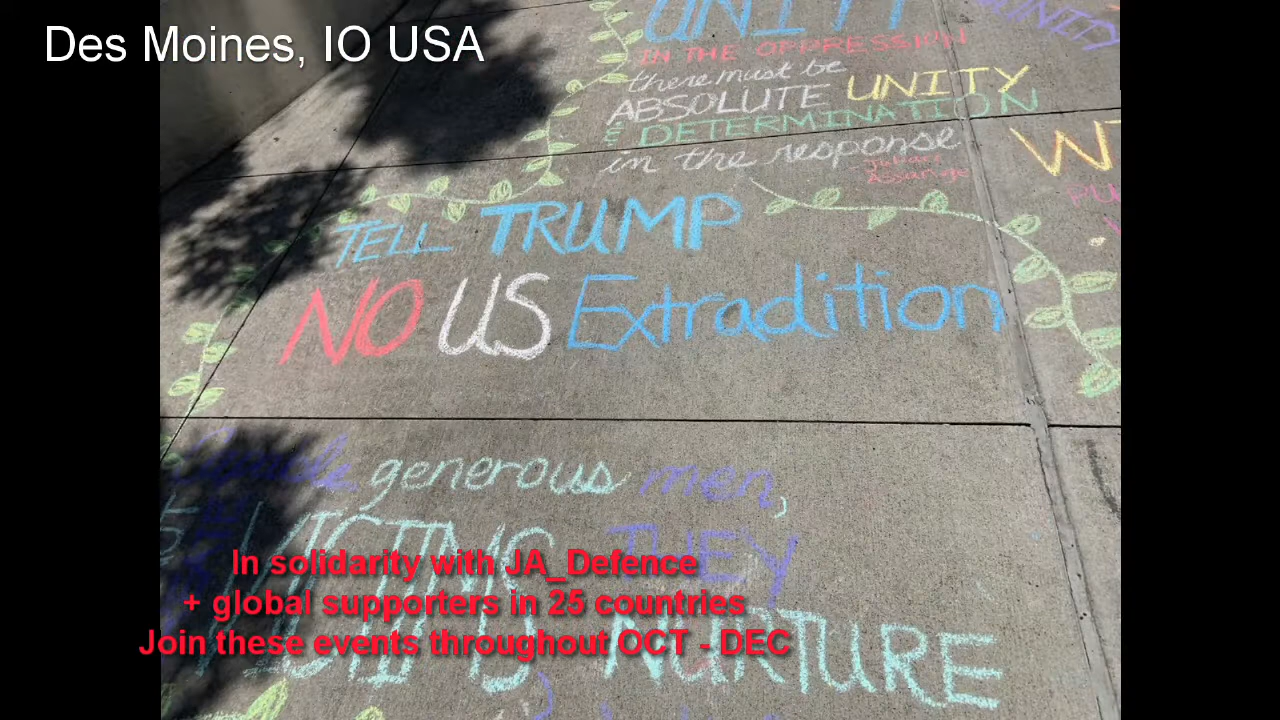 Des Moines, IO USA
UNITY
IN THE OPPRESSION
there must be
ABSOLUTE UNITY
& DETERMINATION
in the response
Julian
Assange
TELL TRUMP
NO US Extradition
generous men,
VICTIMS THEY
NURTURE
In solidarity with JA_Defence
+ global supporters in 25 countries
Join these events throughout OCT - DEC